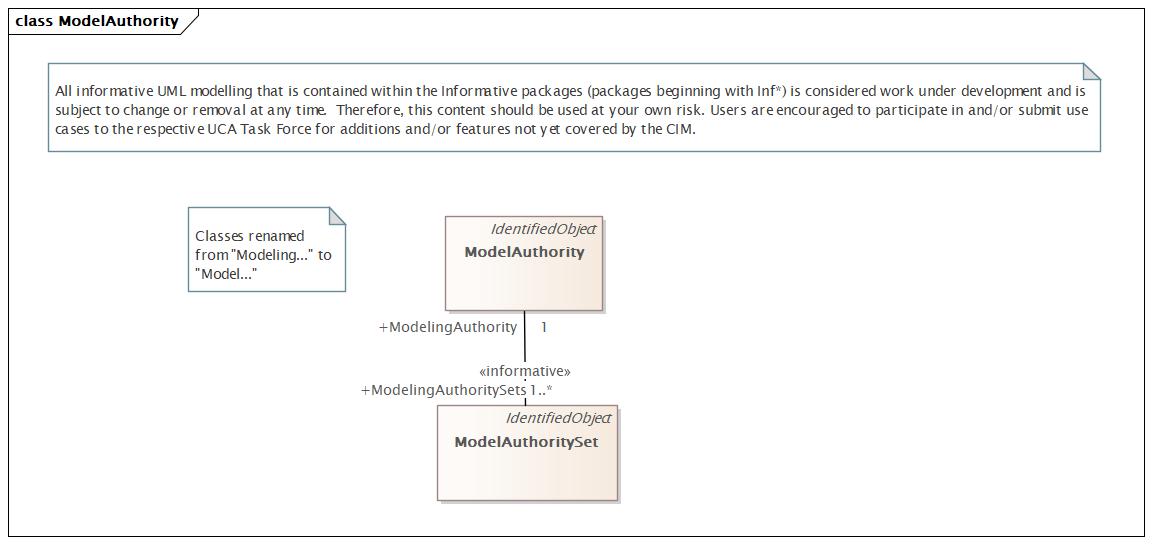 class ModelAuthority
All informative UML modelling that is contained within the Informative packages (packages beginning with Inf*) is considered work under development and is
subject to change or removal at any time.  Therefore, this content should be used at your own risk. Users are encouraged to participate in and/or submit use
cases to the respective UCA Task Force for additions and/or features not yet covered by the CIM.
Classes renamed
from "Modeling..." to
"Model..."
IdentifiedObject
ModelAuthority
+ModelingAuthority 1
«informative»
+ModelingAuthoritySets 1..*
IdentifiedObject
ModelAuthoritySet